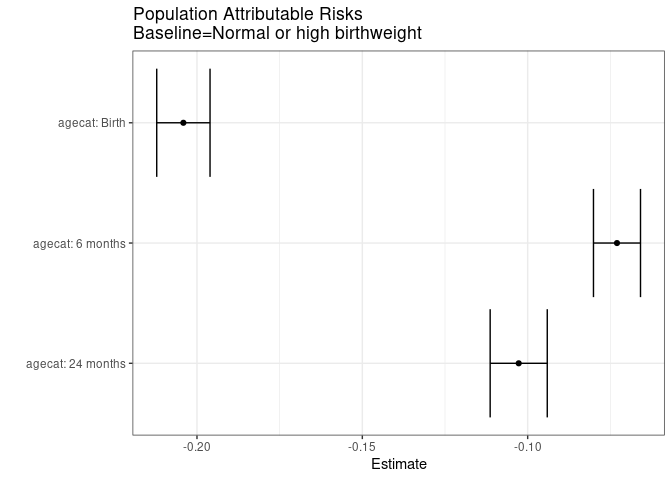 Population Attributable Risks
Baseline=Normal or high birthweight
agecat: Birth
agecat: 6 months
agecat: 24 months
-0.20
-0.15
-0.10
Estimate